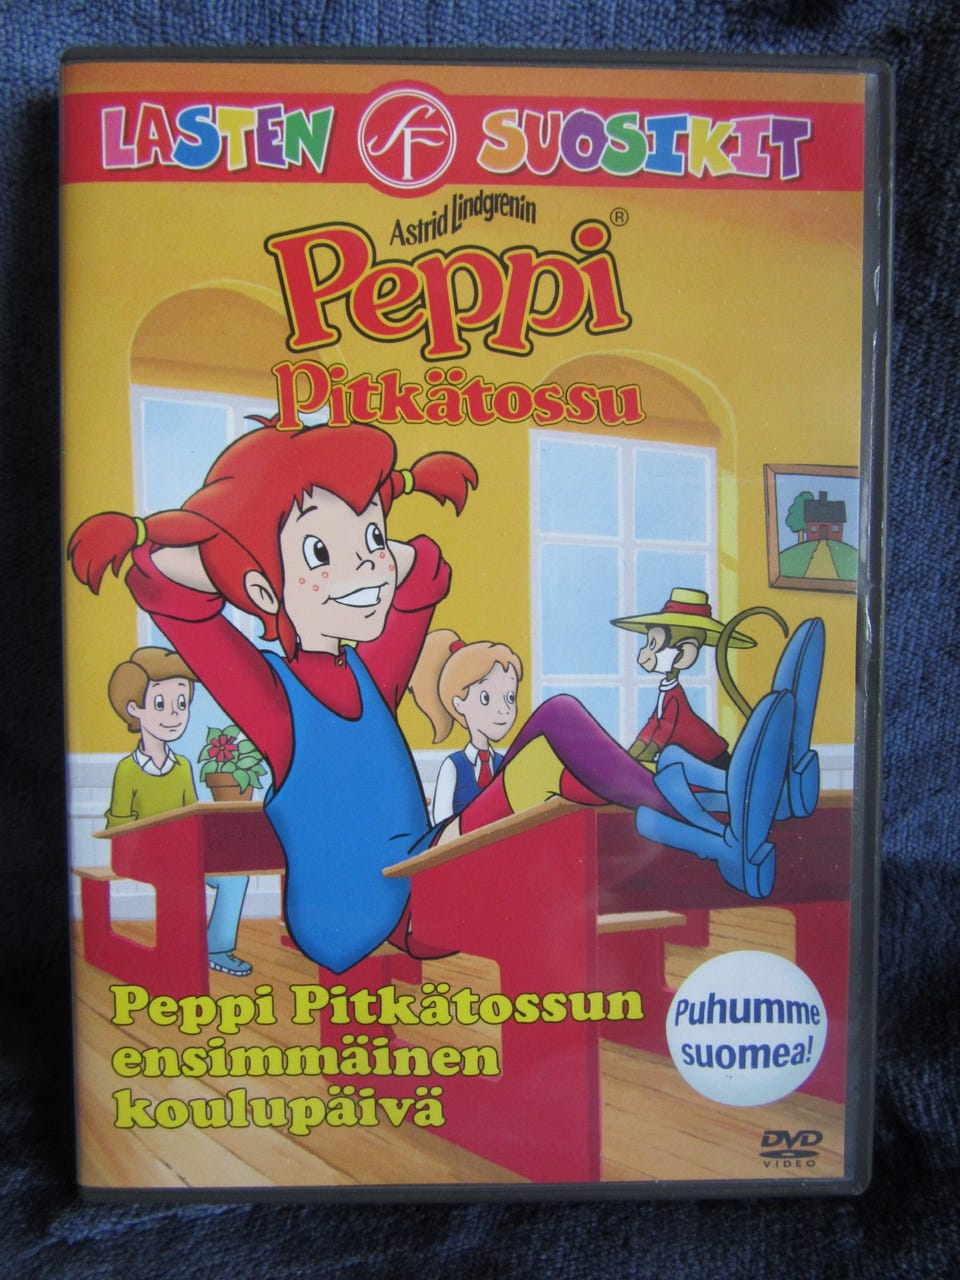 LASTEN SF SUOSIKIT
Astrid Lindgrenin
Peppi®
Pitkätossu
Peppi Pitkätossun
ensimmäinen
koulupäivä
Puhumme
suomea!
DVD
VIDEO